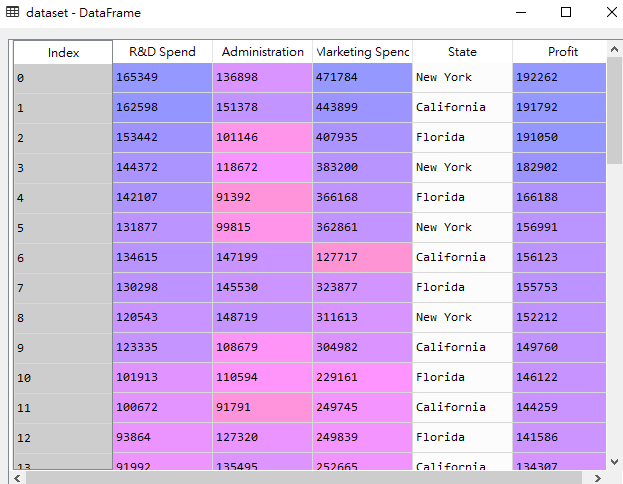 dataset - DataFrame
Index R&D Spend Administration Marketing Spend State Profit
0 165349 136898 471784 New York 192262
1 162598 151378 443899 California 191792
2 153442 101146 407935 Florida 191050
3 144372 118672 383200 New York 182902
4 142107 91392 366168 Florida 166188
5 131877 99815 362861 New York 156991
6 134615 147199 127717 California 156123
7 130298 145530 323877 Florida 155753
8 120543 148719 311613 New York 152212
9 123335 108679 304982 California 149760
10 101913 110594 229161 Florida 146122
11 100672 91791 249745 California 144259
12 93864 127320 249839 Florida 141586
13 91992 135495 252665 California 134307